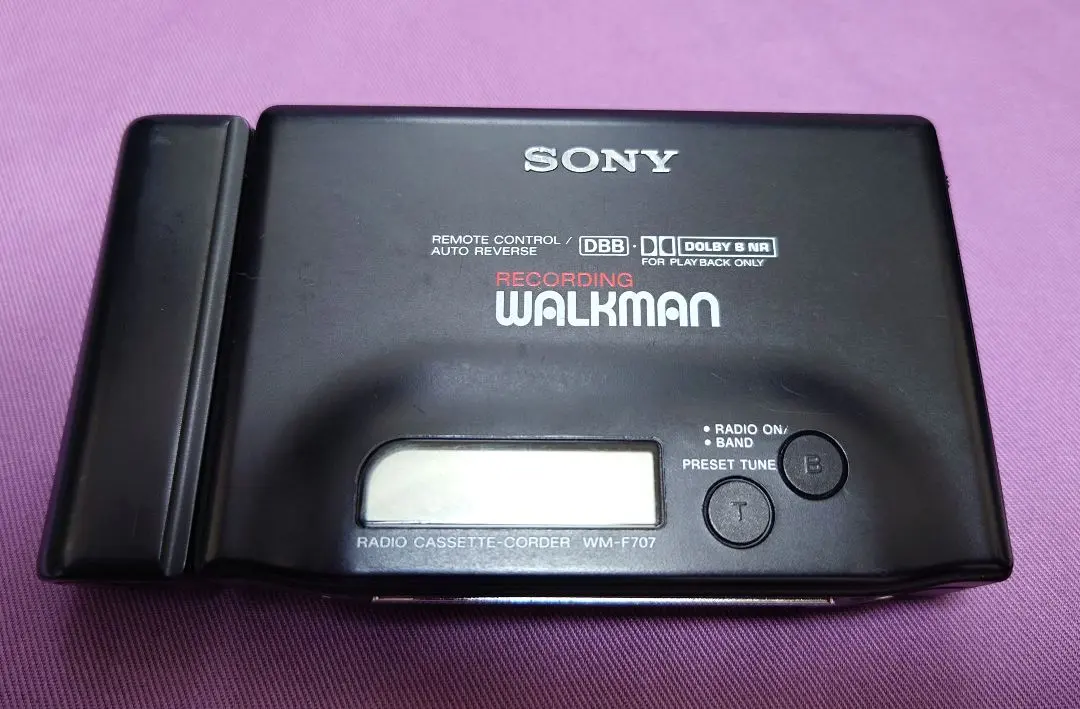 SONY
REMOTE CONTROL / DBB · DOLBY B NR
AUTO REVERSE
FOR PLAYBACK ONLY
RECORDING
WALKMAN
• RADIO ON/
• BAND
B
PRESET TUNE
T
RADIO CASSETTE-CORDER WM-F707